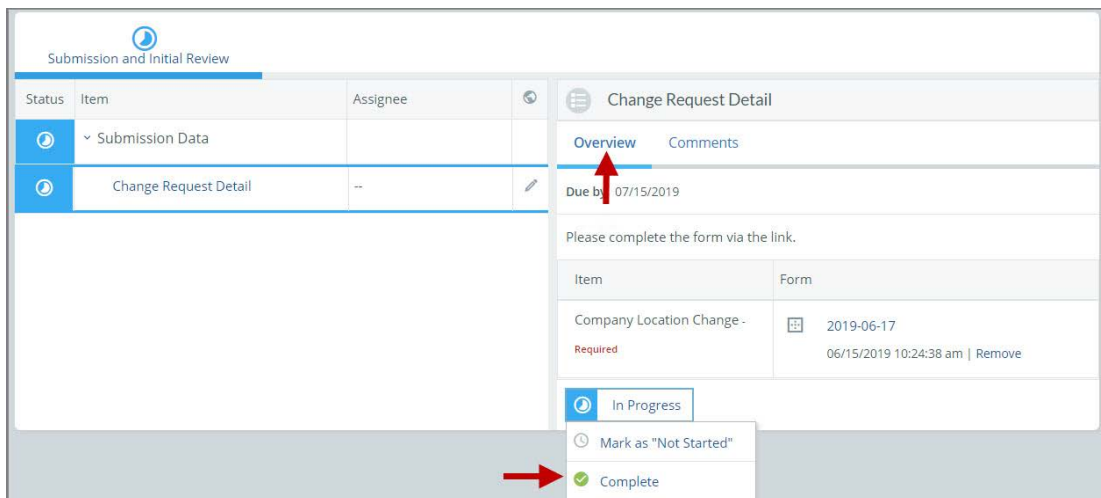 Submission and Initial Review
Status Item Assignee
Submission Data
Change Request Detail --
Change Request Detail
Overview Comments
Due by 07/15/2019
Please complete the form via the link.
Item Form
Company Location Change -
Required
2019-06-17
06/15/2019 10:24:38 am | Remove
In Progress
Mark as "Not Started"
Complete